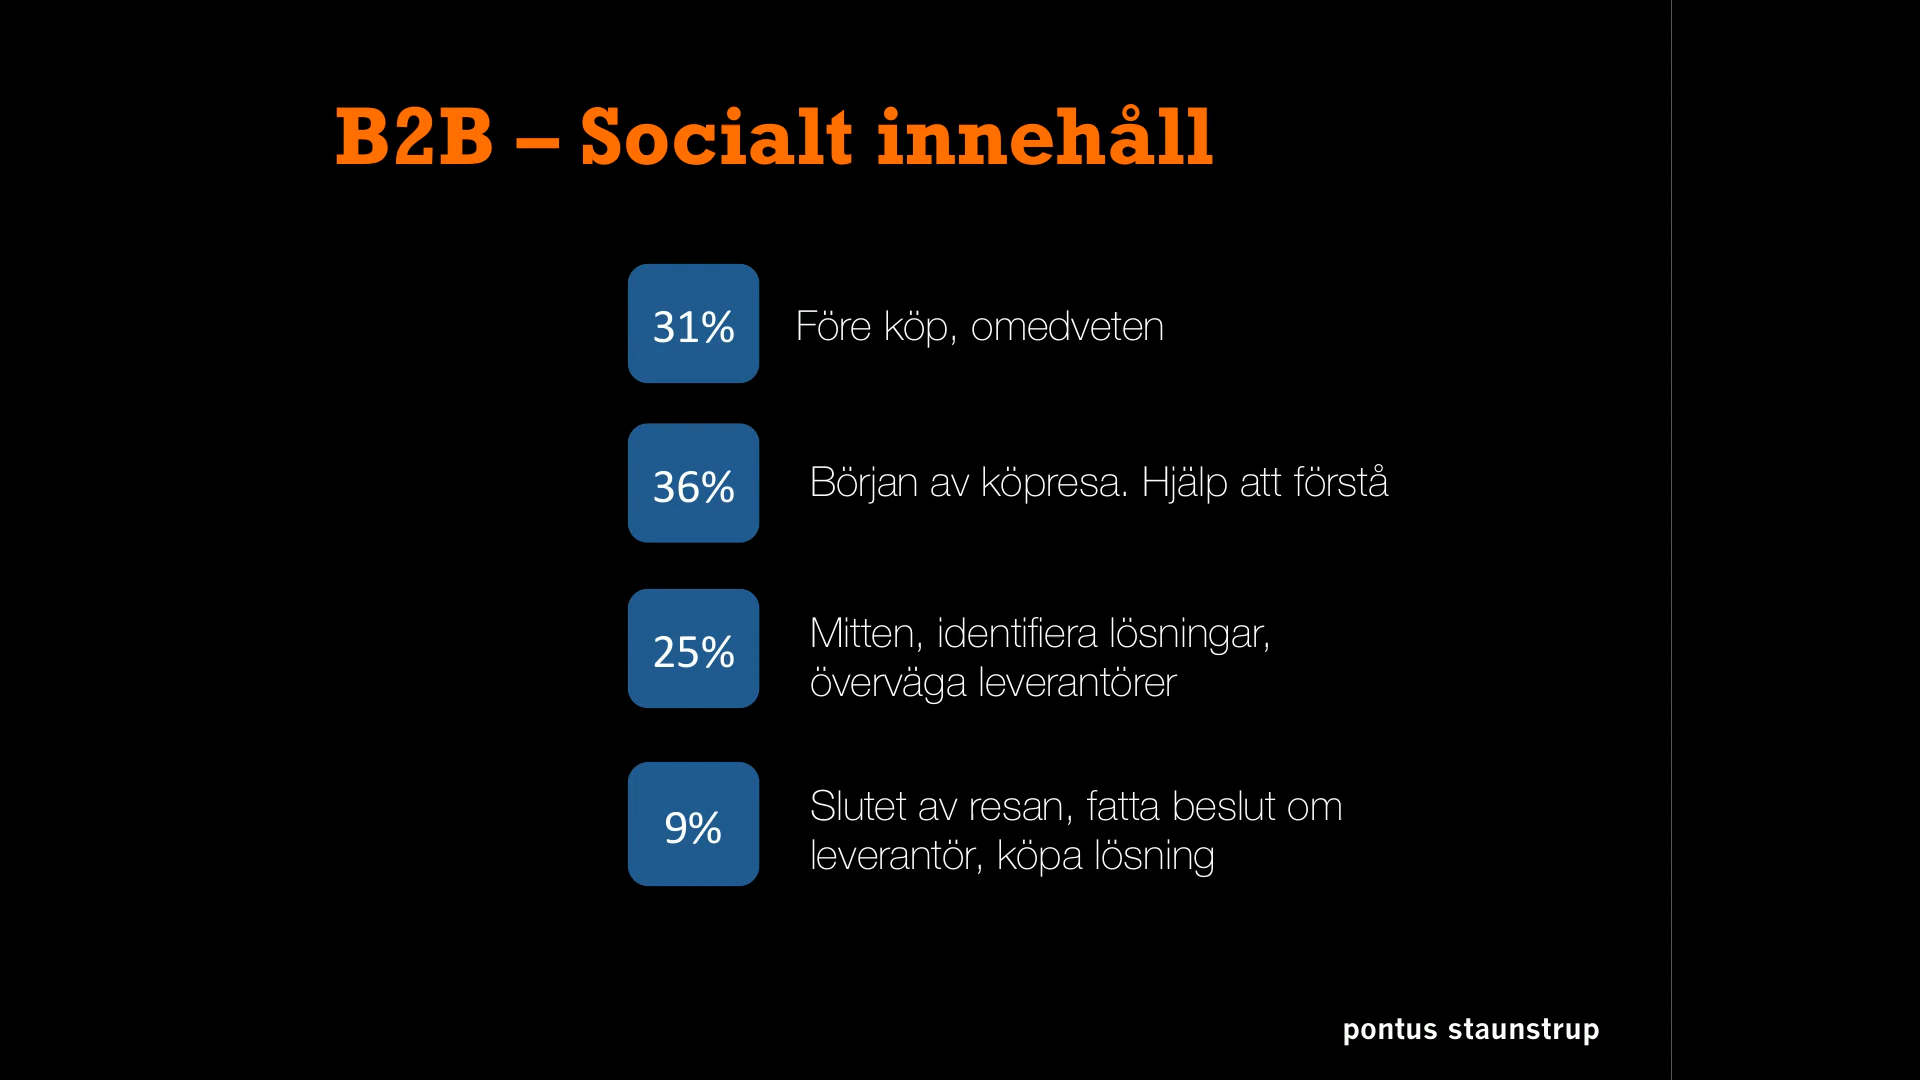 B2B – Socialt innehåll
31%
Före köp, omedveten
36%
Början av köpresa. Hjälp att förstå
25%
Mitten, identifiera lösningar,
överväga leverantörer
9%
Slutet av resan, fatta beslut om
leverantör, köpa lösning
pontus staunstrup